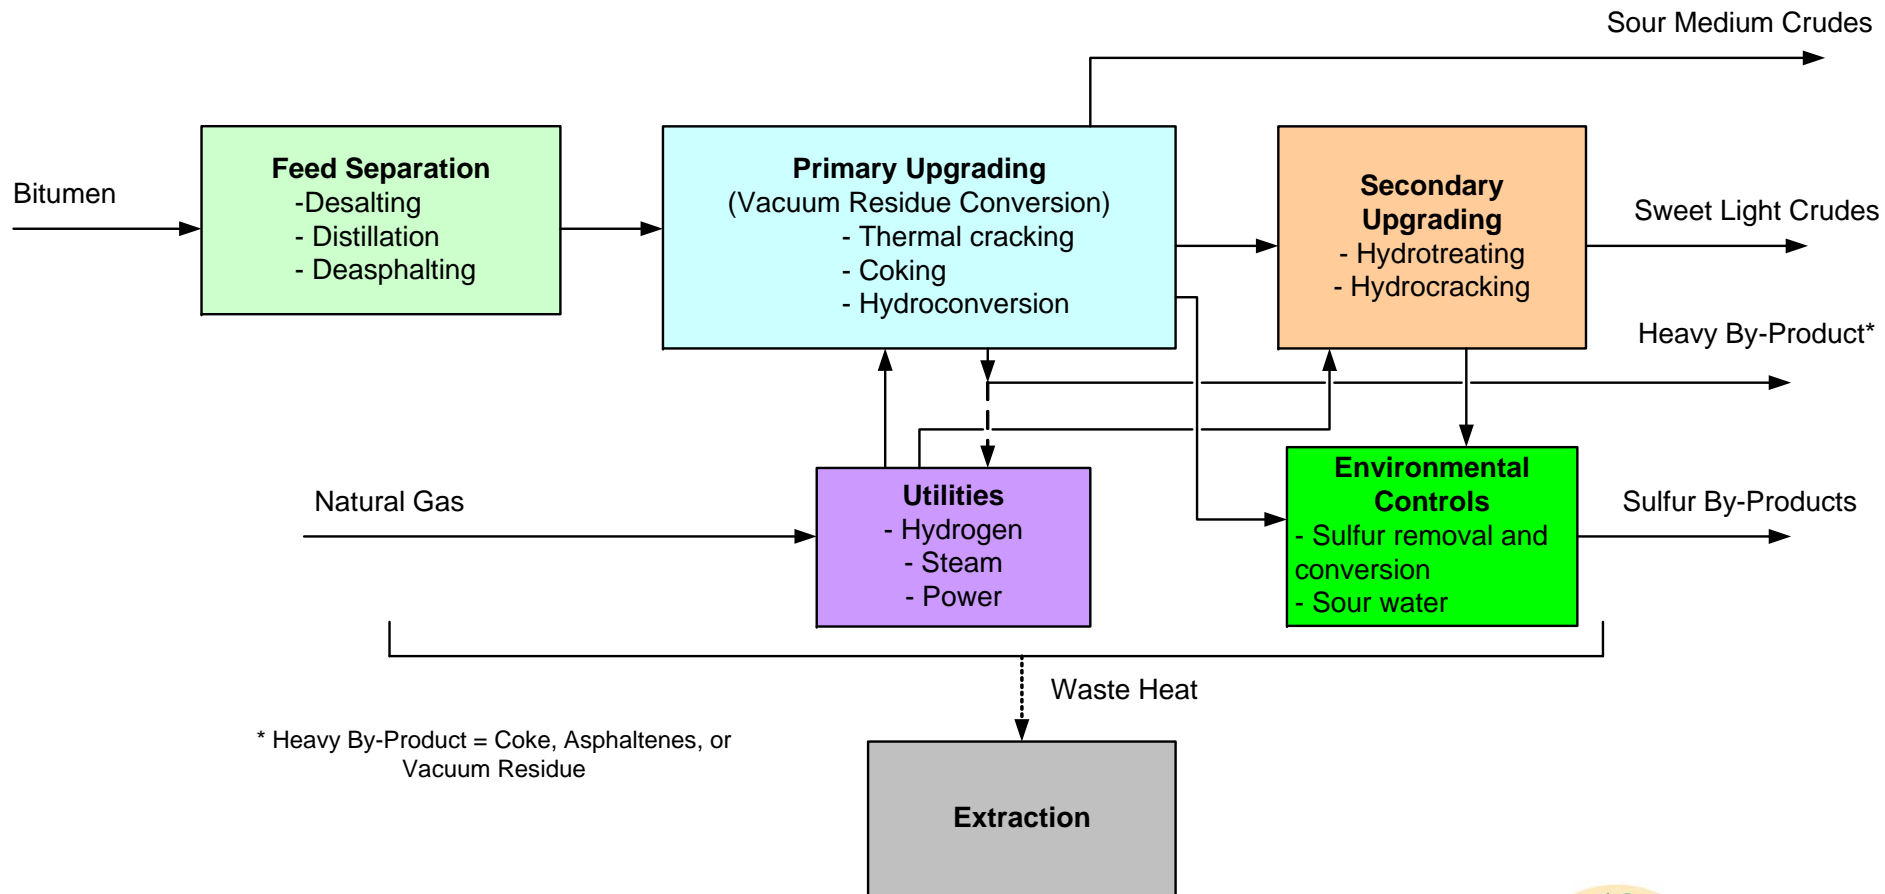 Sour Medium Crudes
Bitumen
Feed Separation
-Desalting
- Distillation
- Deasphalting
Primary Upgrading
(Vacuum Residue Conversion)
- Thermal cracking
- Coking
- Hydroconversion
Secondary
Upgrading
- Hydrotreating
- Hydrocracking
Sweet Light Crudes
Heavy By-Product*
Natural Gas
Utilities
- Hydrogen
- Steam
- Power
Environmental
Controls
- Sulfur removal and
conversion
- Sour water
Sulfur By-Products
Waste Heat
* Heavy By-Product = Coke, Asphaltenes, or
Vacuum Residue
Extraction